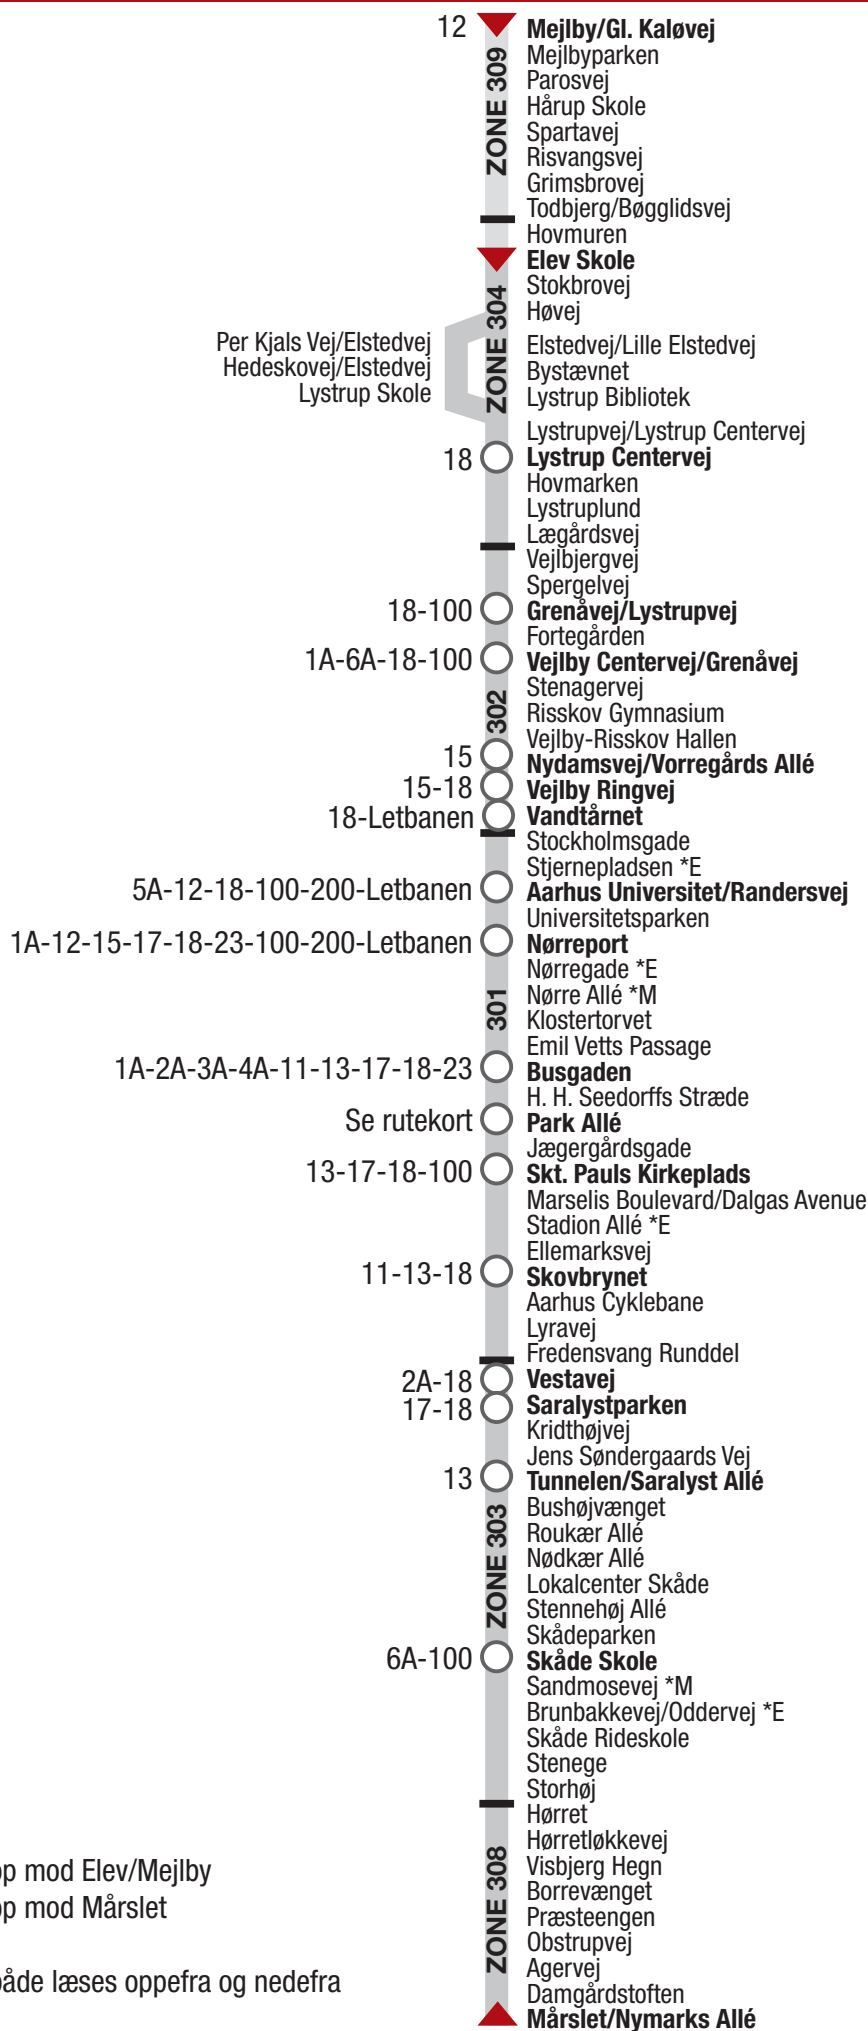 12 Mejlby/Gl. Kaløvej
ZONE 309
Mejlbyparken
Parosvej
Hårup Skole
Spartavej
Risvangsvej
Grimsbrovej
Todbjerg/Bøgglidsvej
Hovmuren
Elev Skole
ZONE 304
Stokbrovej
Høvej
Per Kjals Vej/Elstedvej
Hedeskovej/Elstedvej
Lystrup Skole
Elstedvej/Lille Elstedvej
Bystævnet
Lystrup Bibliotek
Lystrupvej/Lystrup Centervej
18 Lystrup Centervej
Hovmarken
Lystruplund
Lægårdsvej
Vejlbjergvej
Spergelvej
18-100 Grenåvej/Lystrupvej
Fortegården
1A-6A-18-100 Vejlby Centervej/Grenåvej
302
Stenagervej
Risskov Gymnasium
Vejlby-Risskov Hallen
15 Nydamsvej/Vorregårds Allé
15-18 Vejlby Ringvej
18-Letbanen Vandtårnet
Stockholmsgade
Stjernepladsen *E
5A-12-18-100-200-Letbanen Aarhus Universitet/Randersvej
Universitetsparken
1A-12-15-17-18-23-100-200-Letbanen Nørreport
301
Nørregade *E
Nørre Allé *M
Klostertorvet
Emil Vetts Passage
1A-2A-3A-4A-11-13-17-18-23 Busgaden
H. H. Seedorffs Stræde
Se rutekort Park Allé
Jægergårdsgade
13-17-18-100 Skt. Pauls Kirkeplads
Marselis Boulevard/Dalgas Avenue
Stadion Allé *E
Ellemarksvej
11-13-18 Skovbrynet
Aarhus Cyklebane
Lyravej
Fredensvang Runddel
2A-18 Vestavej
17-18 Saralystparken
Kridthøjvej
Jens Søndergaards Vej
13 Tunnelen/Saralyst Allé
ZONE 303
Bushøjvænget
Roukær Allé
Nødkær Allé
Lokalcenter Skåde
Stennehøj Allé
Skådeparken
6A-100 Skåde Skole
Sandmosevej *M
Brunbakkevej/Oddervej *E
Skåde Rideskole
Stenege
Storhøj
Hørret
ZONE 308
Hørretløkkevej
Visbjerg Hegn
Borrevænget
Præsteengen
Obstrupvej
Agervej
Damgårdstoften
Mårslet/Nymarks Allé
op mod Elev/Mejlby
op mod Mårslet
både læses oppefra og nedefra